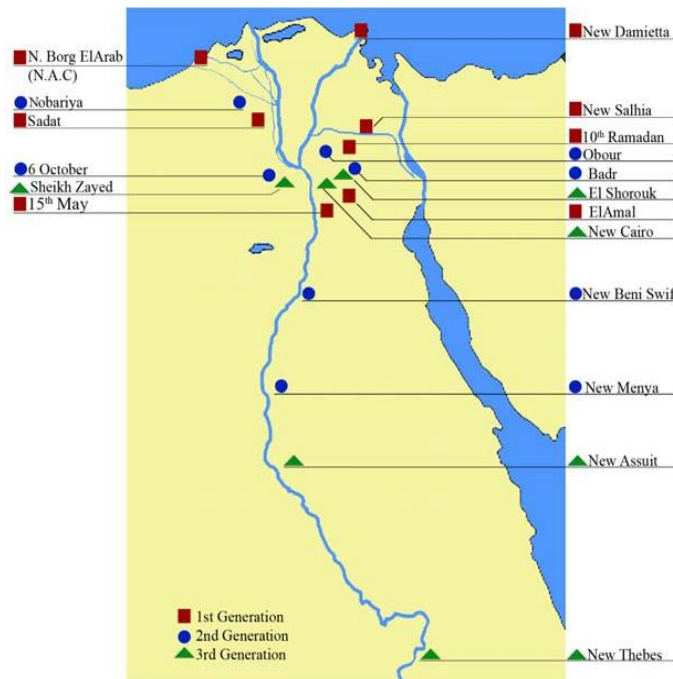 N. Borg ElArab
(N.A.C)
Nobariya
Sadat
6 October
Sheikh Zayed
15th May
New Damietta
New Salhia
10th Ramadan
Obour
Badr
El Shorouk
ElAmal
New Cairo
New Beni Swif
New Menya
New Assuit
New Thebes
1st Generation
2nd Generation
3rd Generation